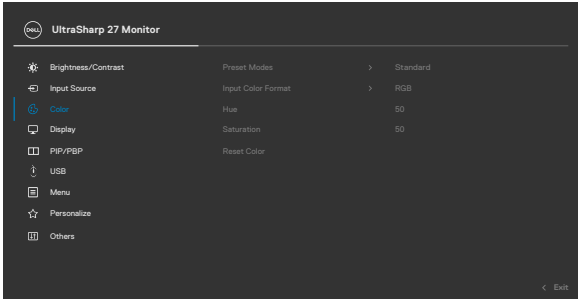 DELL UltraSharp 27 Monitor
Brightness/Contrast Preset Modes > Standard
Input Source Input Color Format > RGB
Color Hue 50
Display Saturation 50
PIP/PBP Reset Color
USB
Menu
Personalize
Others
< Exit